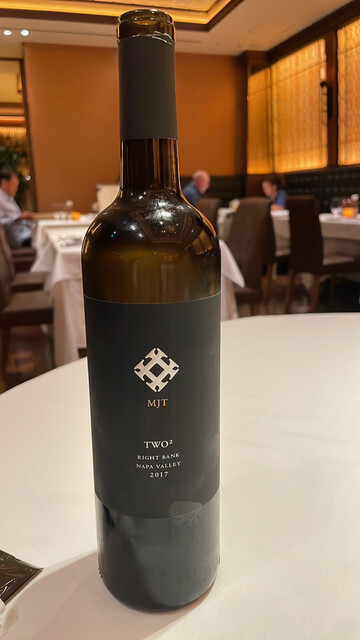 MJT
TWO²
RIGHT BANK
NAPA VALLEY
2017